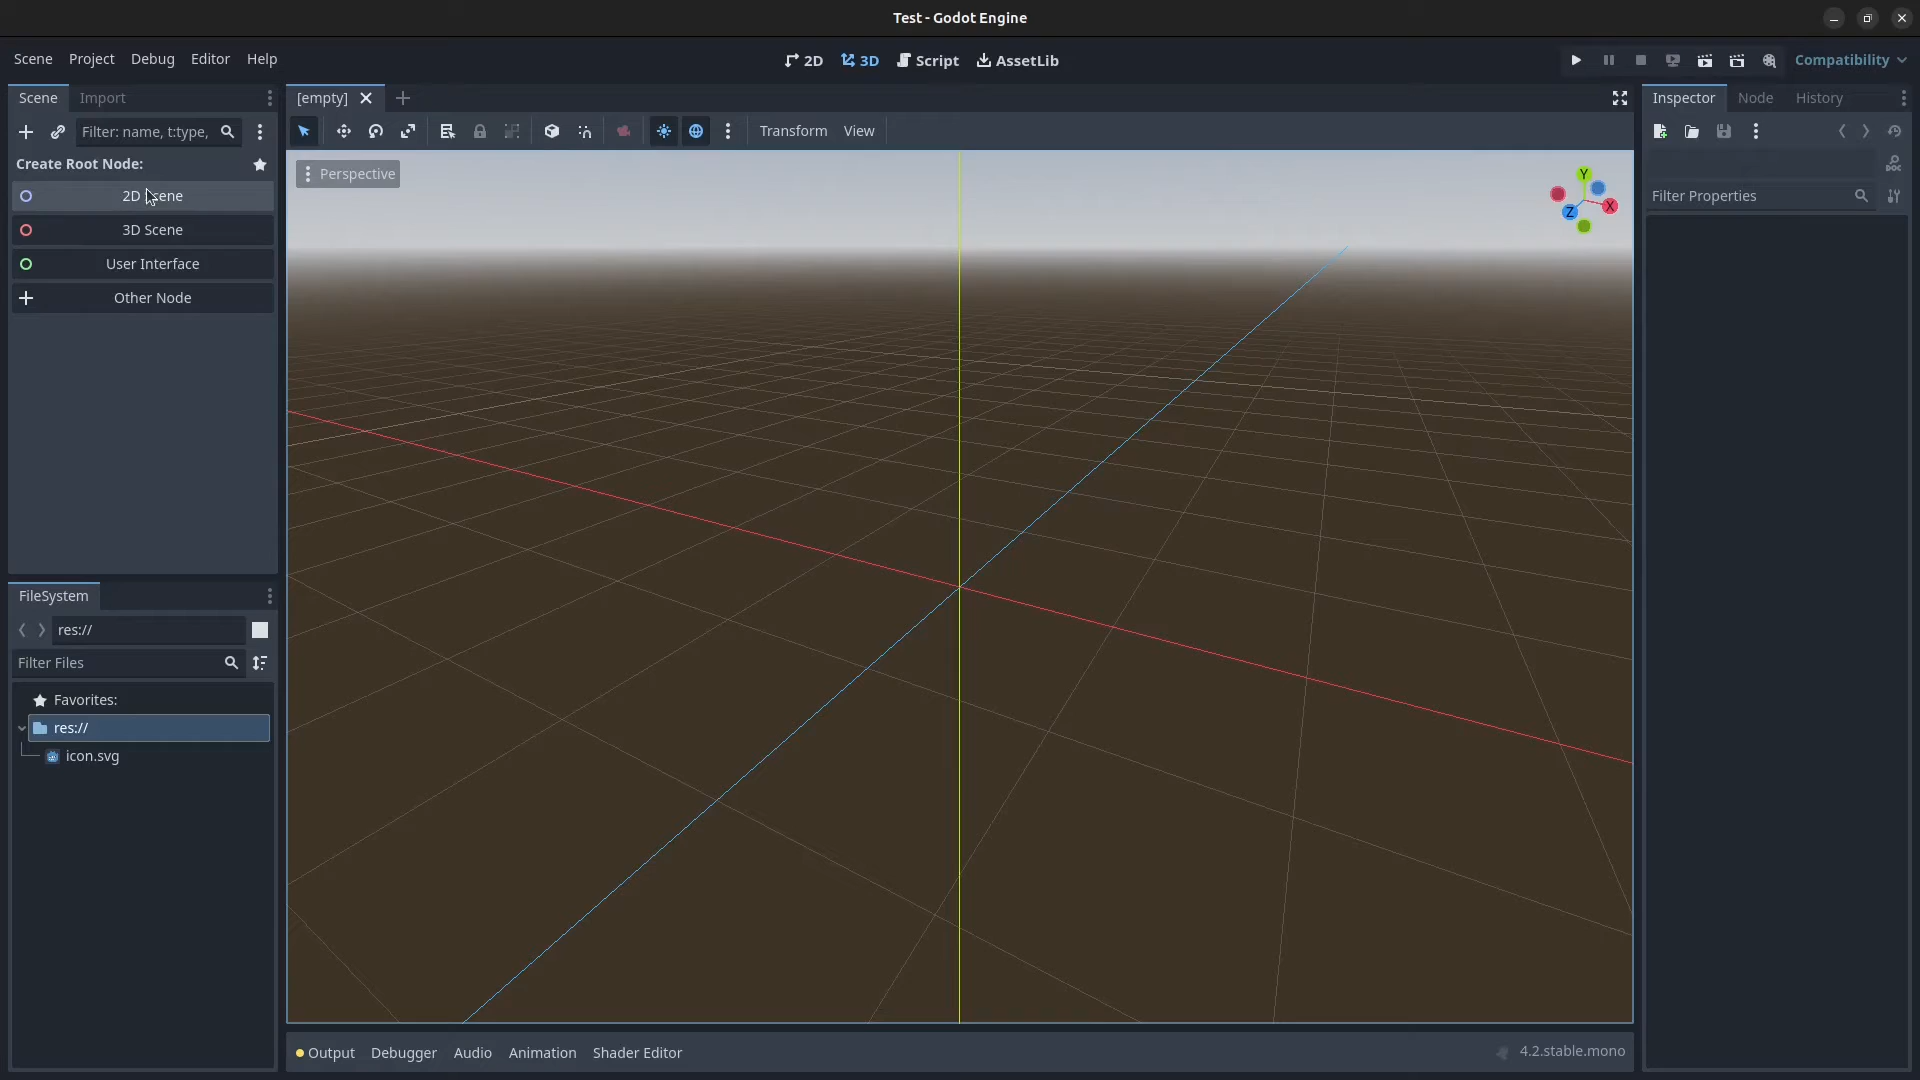 Test - Godot Engine
Scene Project Debug Editor Help
2D 3D Script AssetLib
Compatibility
Scene Import
[empty]
Inspector Node History
Filter: name, t:type,
Transform View
Create Root Node:
Perspective
2D Scene
3D Scene
User Interface
Other Node
Filter Properties
Y
X
Z
DOC
FileSystem
res://
Filter Files
Favorites:
res://
icon.svg
Output Debugger Audio Animation Shader Editor
4.2.stable.mono